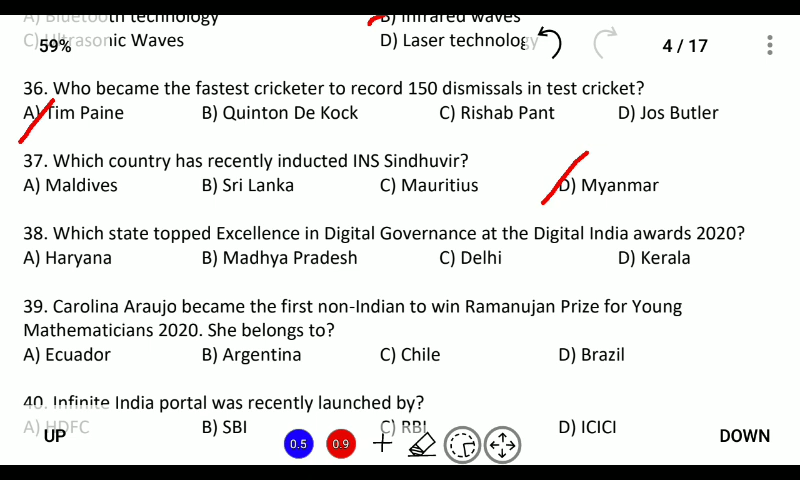 A) Bluetooth technology B) Infrared waves
59% C) Ultrasonic Waves D) Laser technology 4 / 17
36. Who became the fastest cricketer to record 150 dismissals in test cricket?
A) Tim Paine B) Quinton De Kock C) Rishab Pant D) Jos Butler
37. Which country has recently inducted INS Sindhuvir?
A) Maldives B) Sri Lanka C) Mauritius D) Myanmar
38. Which state topped Excellence in Digital Governance at the Digital India awards 2020?
A) Haryana B) Madhya Pradesh C) Delhi D) Kerala
39. Carolina Araujo became the first non-Indian to win Ramanujan Prize for Young
Mathematicians 2020. She belongs to?
A) Ecuador B) Argentina C) Chile D) Brazil
40. Infinite India portal was recently launched by?
A) HDFC B) SBI C) RBI D) ICICI
UP 0.5 0.9 DOWN